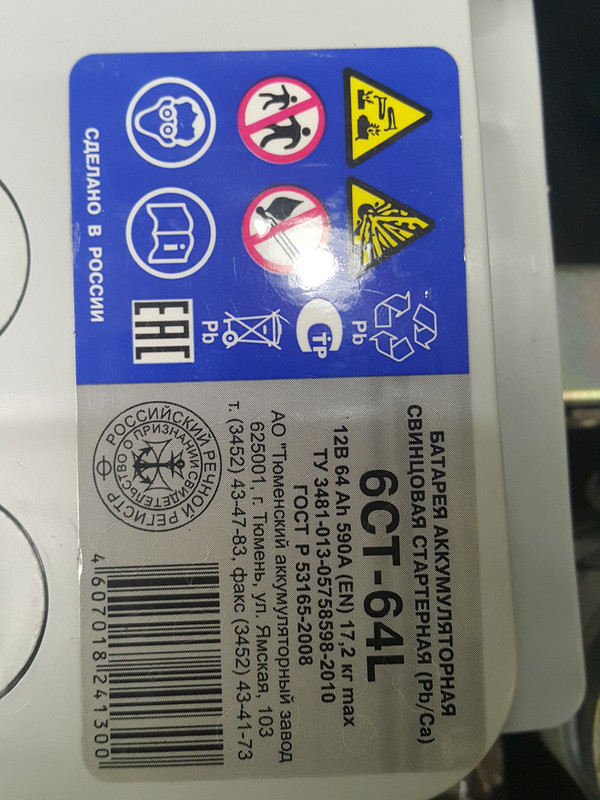 СДЕЛАНО В РОССИИ
Pb
Pb
СТР
EAC
БАТАРЕЯ АККУМУЛЯТОРНАЯ
СВИНЦОВАЯ СТАРТЕРНАЯ (Pb/Ca)
6СТ-64L
12В 64 Ah 590A (EN) 17,2 кг max
ТУ 3481-013-05758598-2010
ГОСТ Р 53165-2008
АО "Тюменский аккумуляторный завод
625001, г. Тюмень, ул. Ямская, 103
т. (3452) 43-47-83, факс (3452) 43-41-73
РОССИЙСКИЙ РЕЧНОЙ РЕГИСТР
СВИДЕТЕЛЬСТВО О ПРИЗНАНИИ
4607018241300